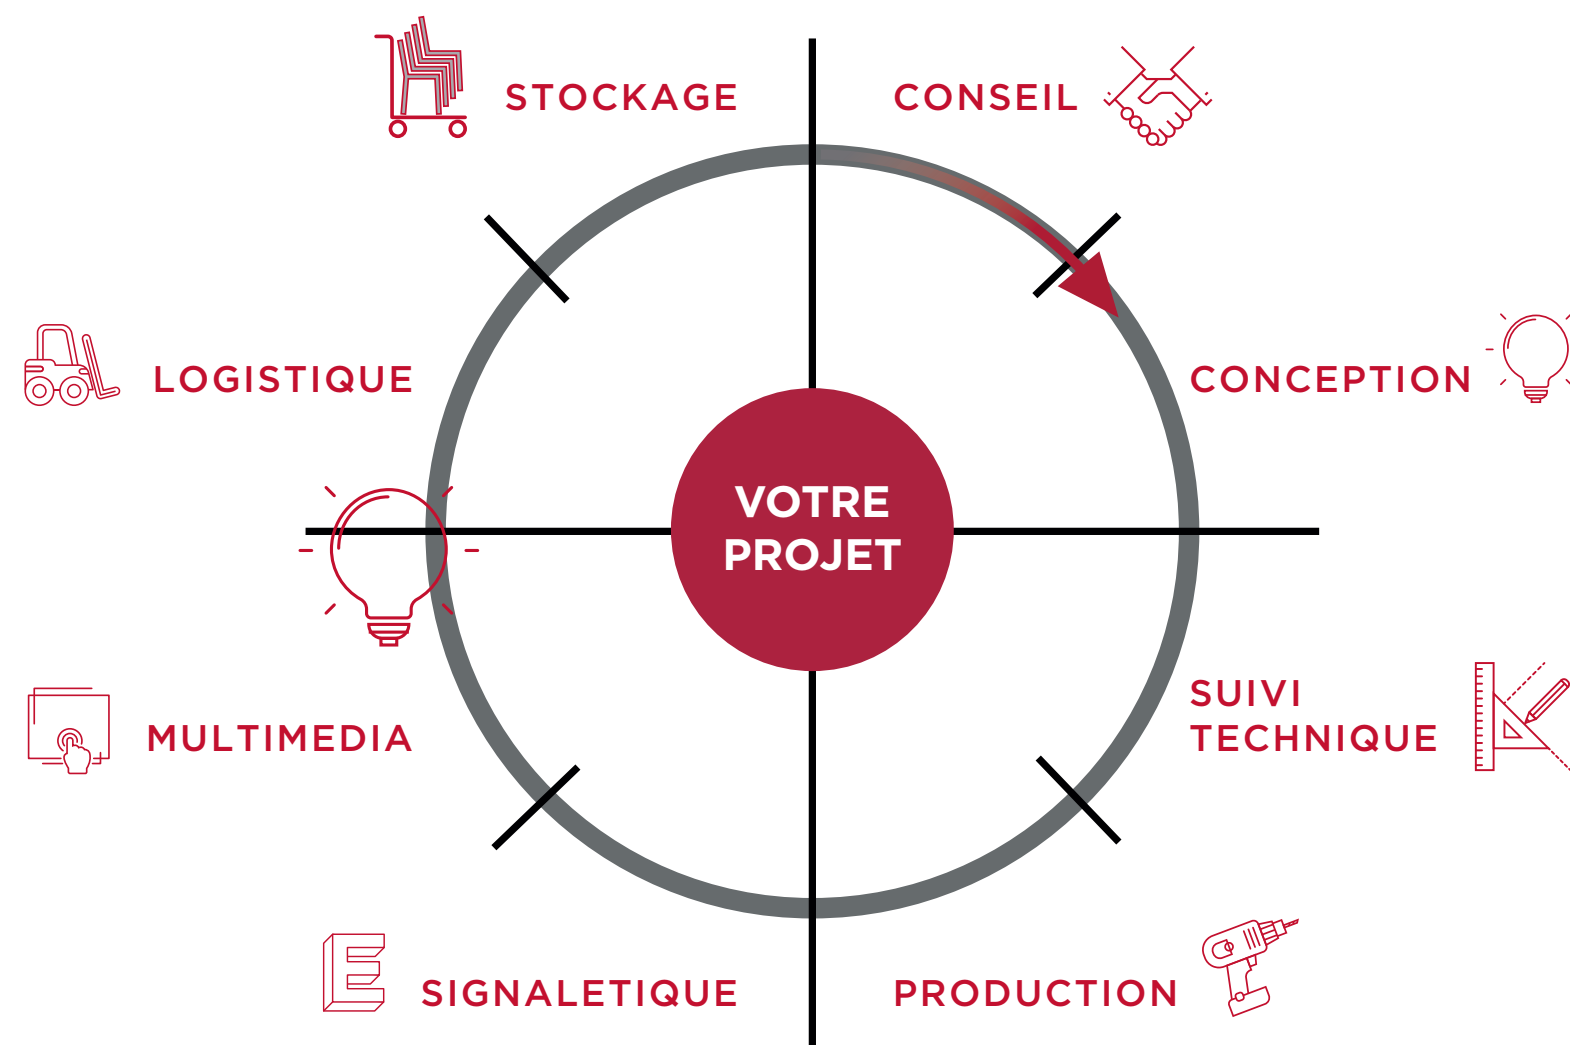 STOCKAGE
CONSEIL
LOGISTIQUE
CONCEPTION
VOTRE
PROJET
MULTIMEDIA
SUIVI
TECHNIQUE
SIGNALETIQUE
PRODUCTION